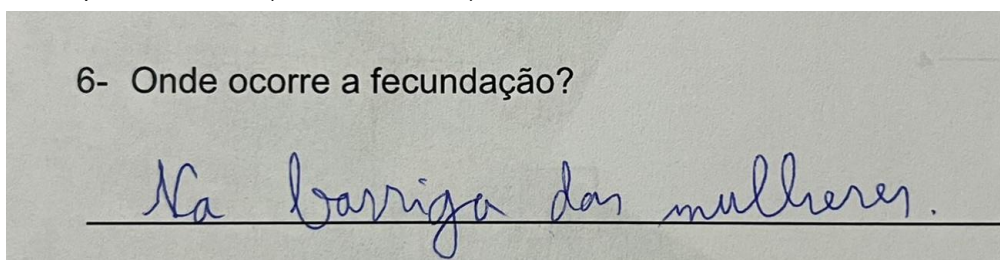 6- Onde ocorre a fecundação?
Na barriga das mulheres.